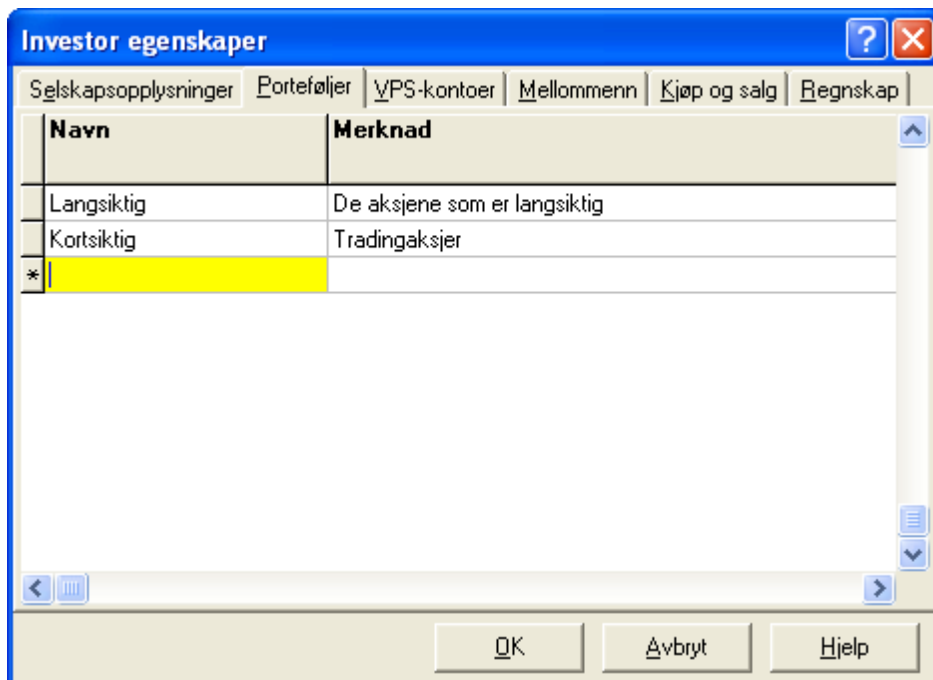 Investor egenskaper
Selskapsopplysninger Porteføljer VPS-kontoer Mellommenn Kjøp og salg Regnskap
Navn Merknad
Langsiktig De aksjene som er langsiktig
Kortsiktig Tradingaksjer
*
OK Avbryt Hjelp